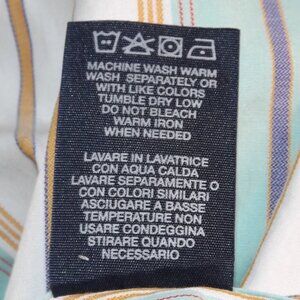 MACHINE WASH WARM
WASH SEPARATELY OR
WITH LIKE COLORS
TUMBLE DRY LOW
DO NOT BLEACH
WARM IRON
WHEN NEEDED
LAVARE IN LAVATRICE
CON AQUA CALDA
LAVARE SEPARAMENTE O
CON COLORI SIMILARI
ASCIUGARE A BASSE
TEMPERATURE NON
USARE CONDEGGINA
STIRARE QUANDO
NECESSARIO